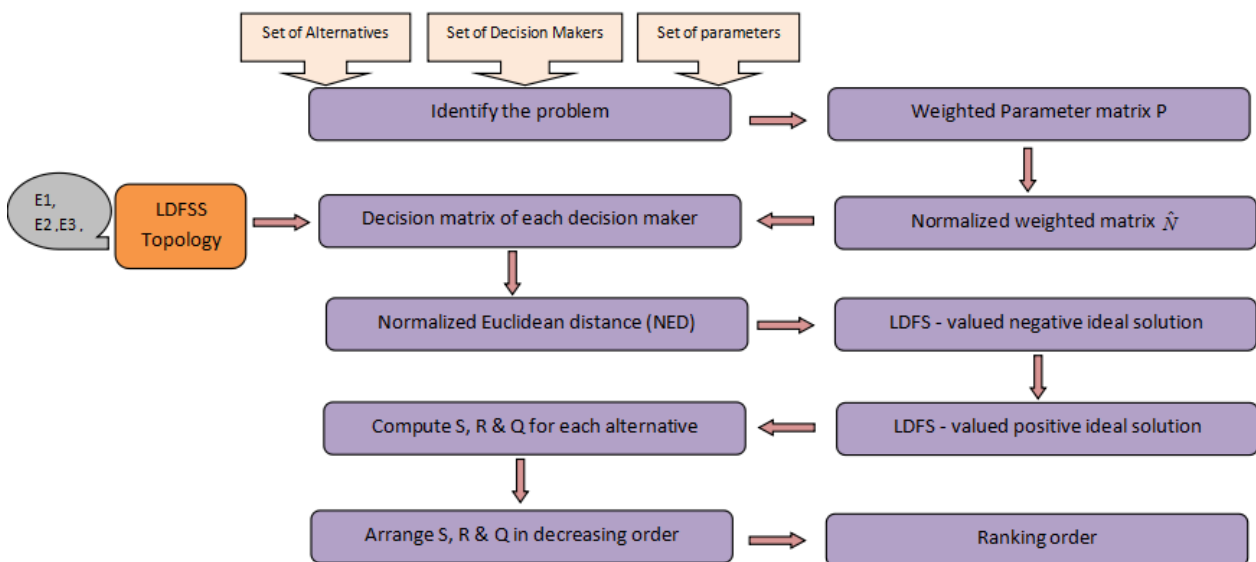 Set of Alternatives
Set of Decision Makers
Set of parameters
Identify the problem
Weighted Parameter matrix P
E1,
E2 ,E3 ,
LDFSS
Topology
Decision matrix of each decision maker
Normalized weighted matrix N̂
Normalized Euclidean distance (NED)
LDFS - valued negative ideal solution
Compute S, R & Q for each alternative
LDFS - valued positive ideal solution
Arrange S, R & Q in decreasing order
Ranking order